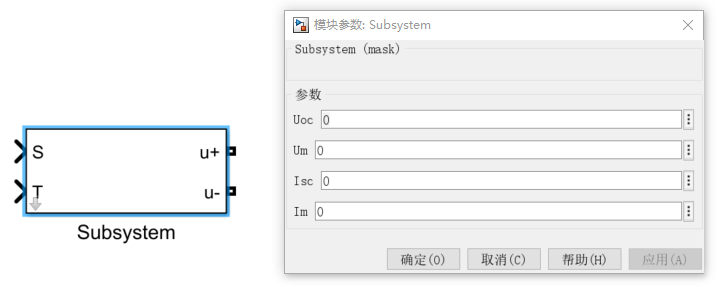 S
u+
T
u-
Subsystem
模块参数: Subsystem
Subsystem (mask)
参数
Uoc 0
Um 0
Isc 0
Im 0
确定(O) 取消(C) 帮助(H) 应用(A)